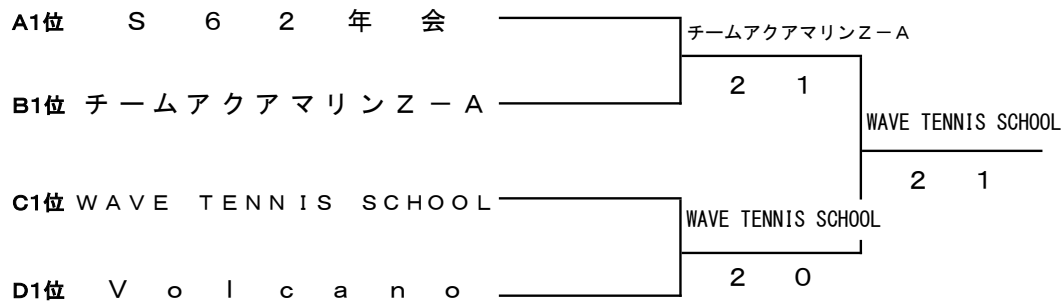 A1位 S62年会
チームアクアマリンZ－A
2 1
B1位 チームアクアマリンZ－A
WAVE TENNIS SCHOOL
2 1
C1位 WAVE TENNIS SCHOOL
WAVE TENNIS SCHOOL
2 0
D1位 Volcano